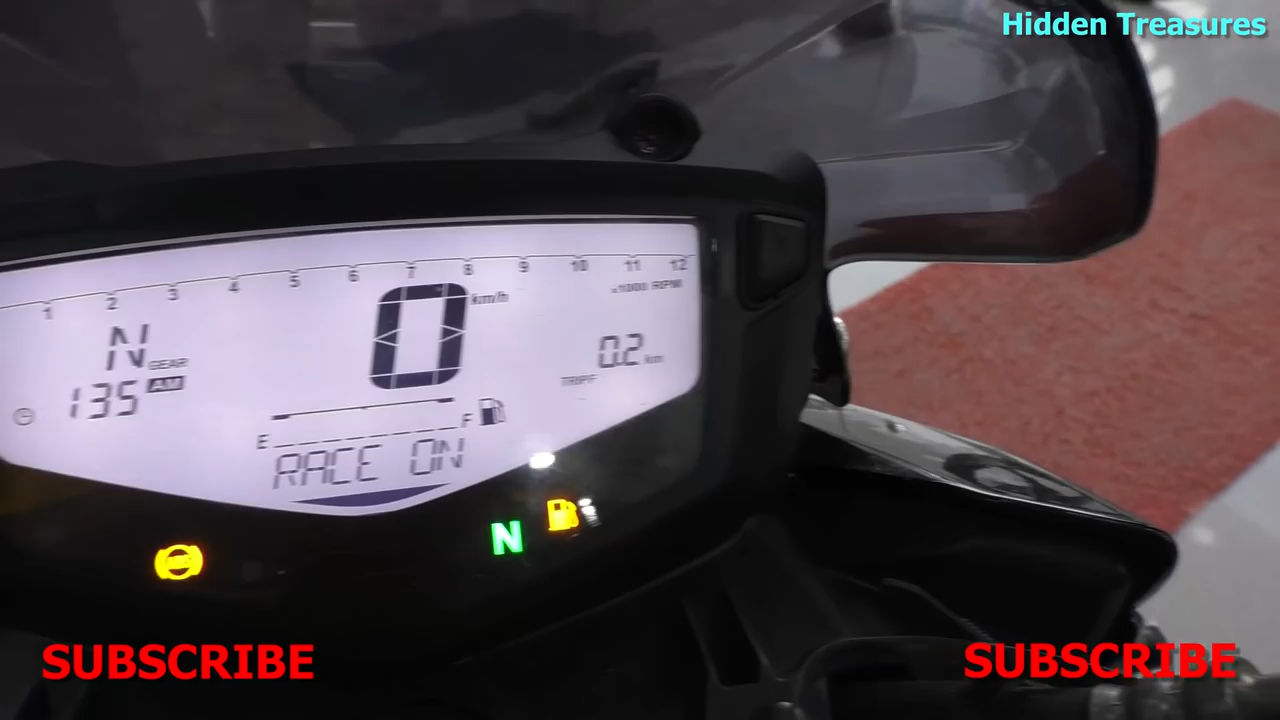 Hidden Treasures
1 2 3 4 5 6 7 8 9 10 11 12
x1000 RPM
0 km/h
N GEAR
135 AM
0.2 km
TRIP F
E F
RACE ON
ABS
N
SUBSCRIBE
SUBSCRIBE